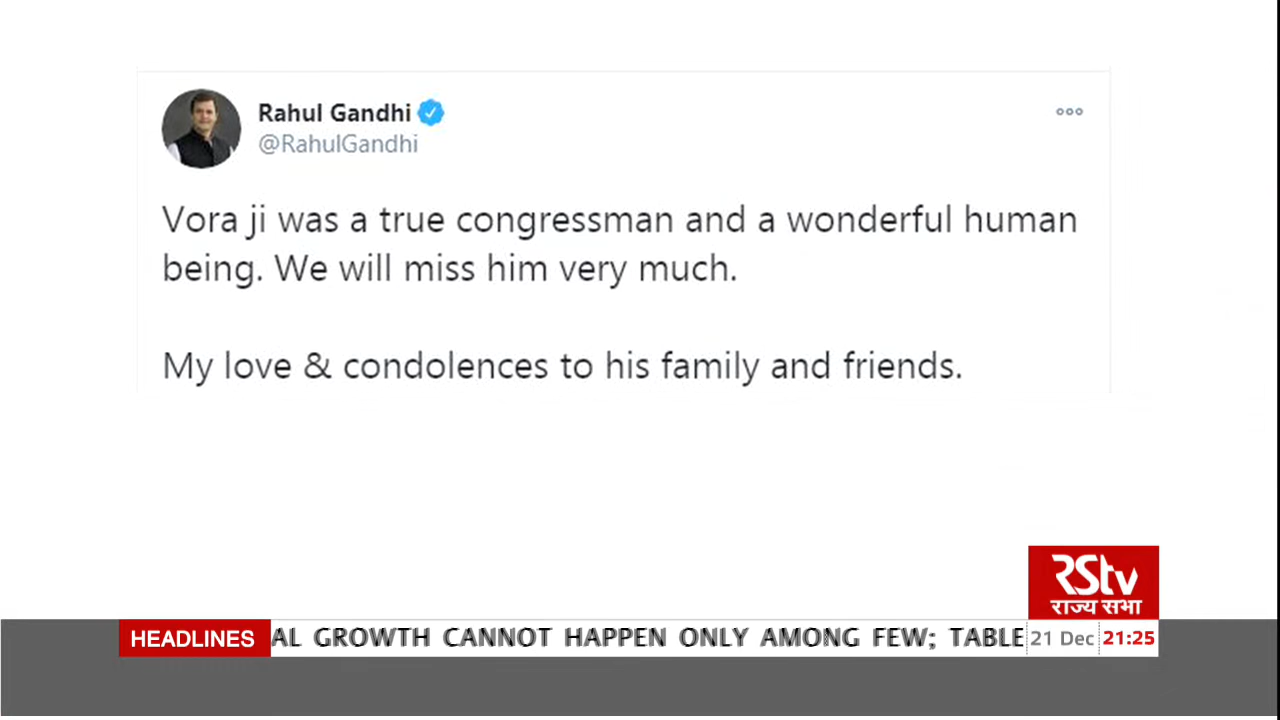 Rahul Gandhi
@RahulGandhi
Vora ji was a true congressman and a wonderful human
being. We will miss him very much.
My love & condolences to his family and friends.
RStv
राज्य सभा
HEADLINES AL GROWTH CANNOT HAPPEN ONLY AMONG FEW; TABLE 21 Dec 21:25